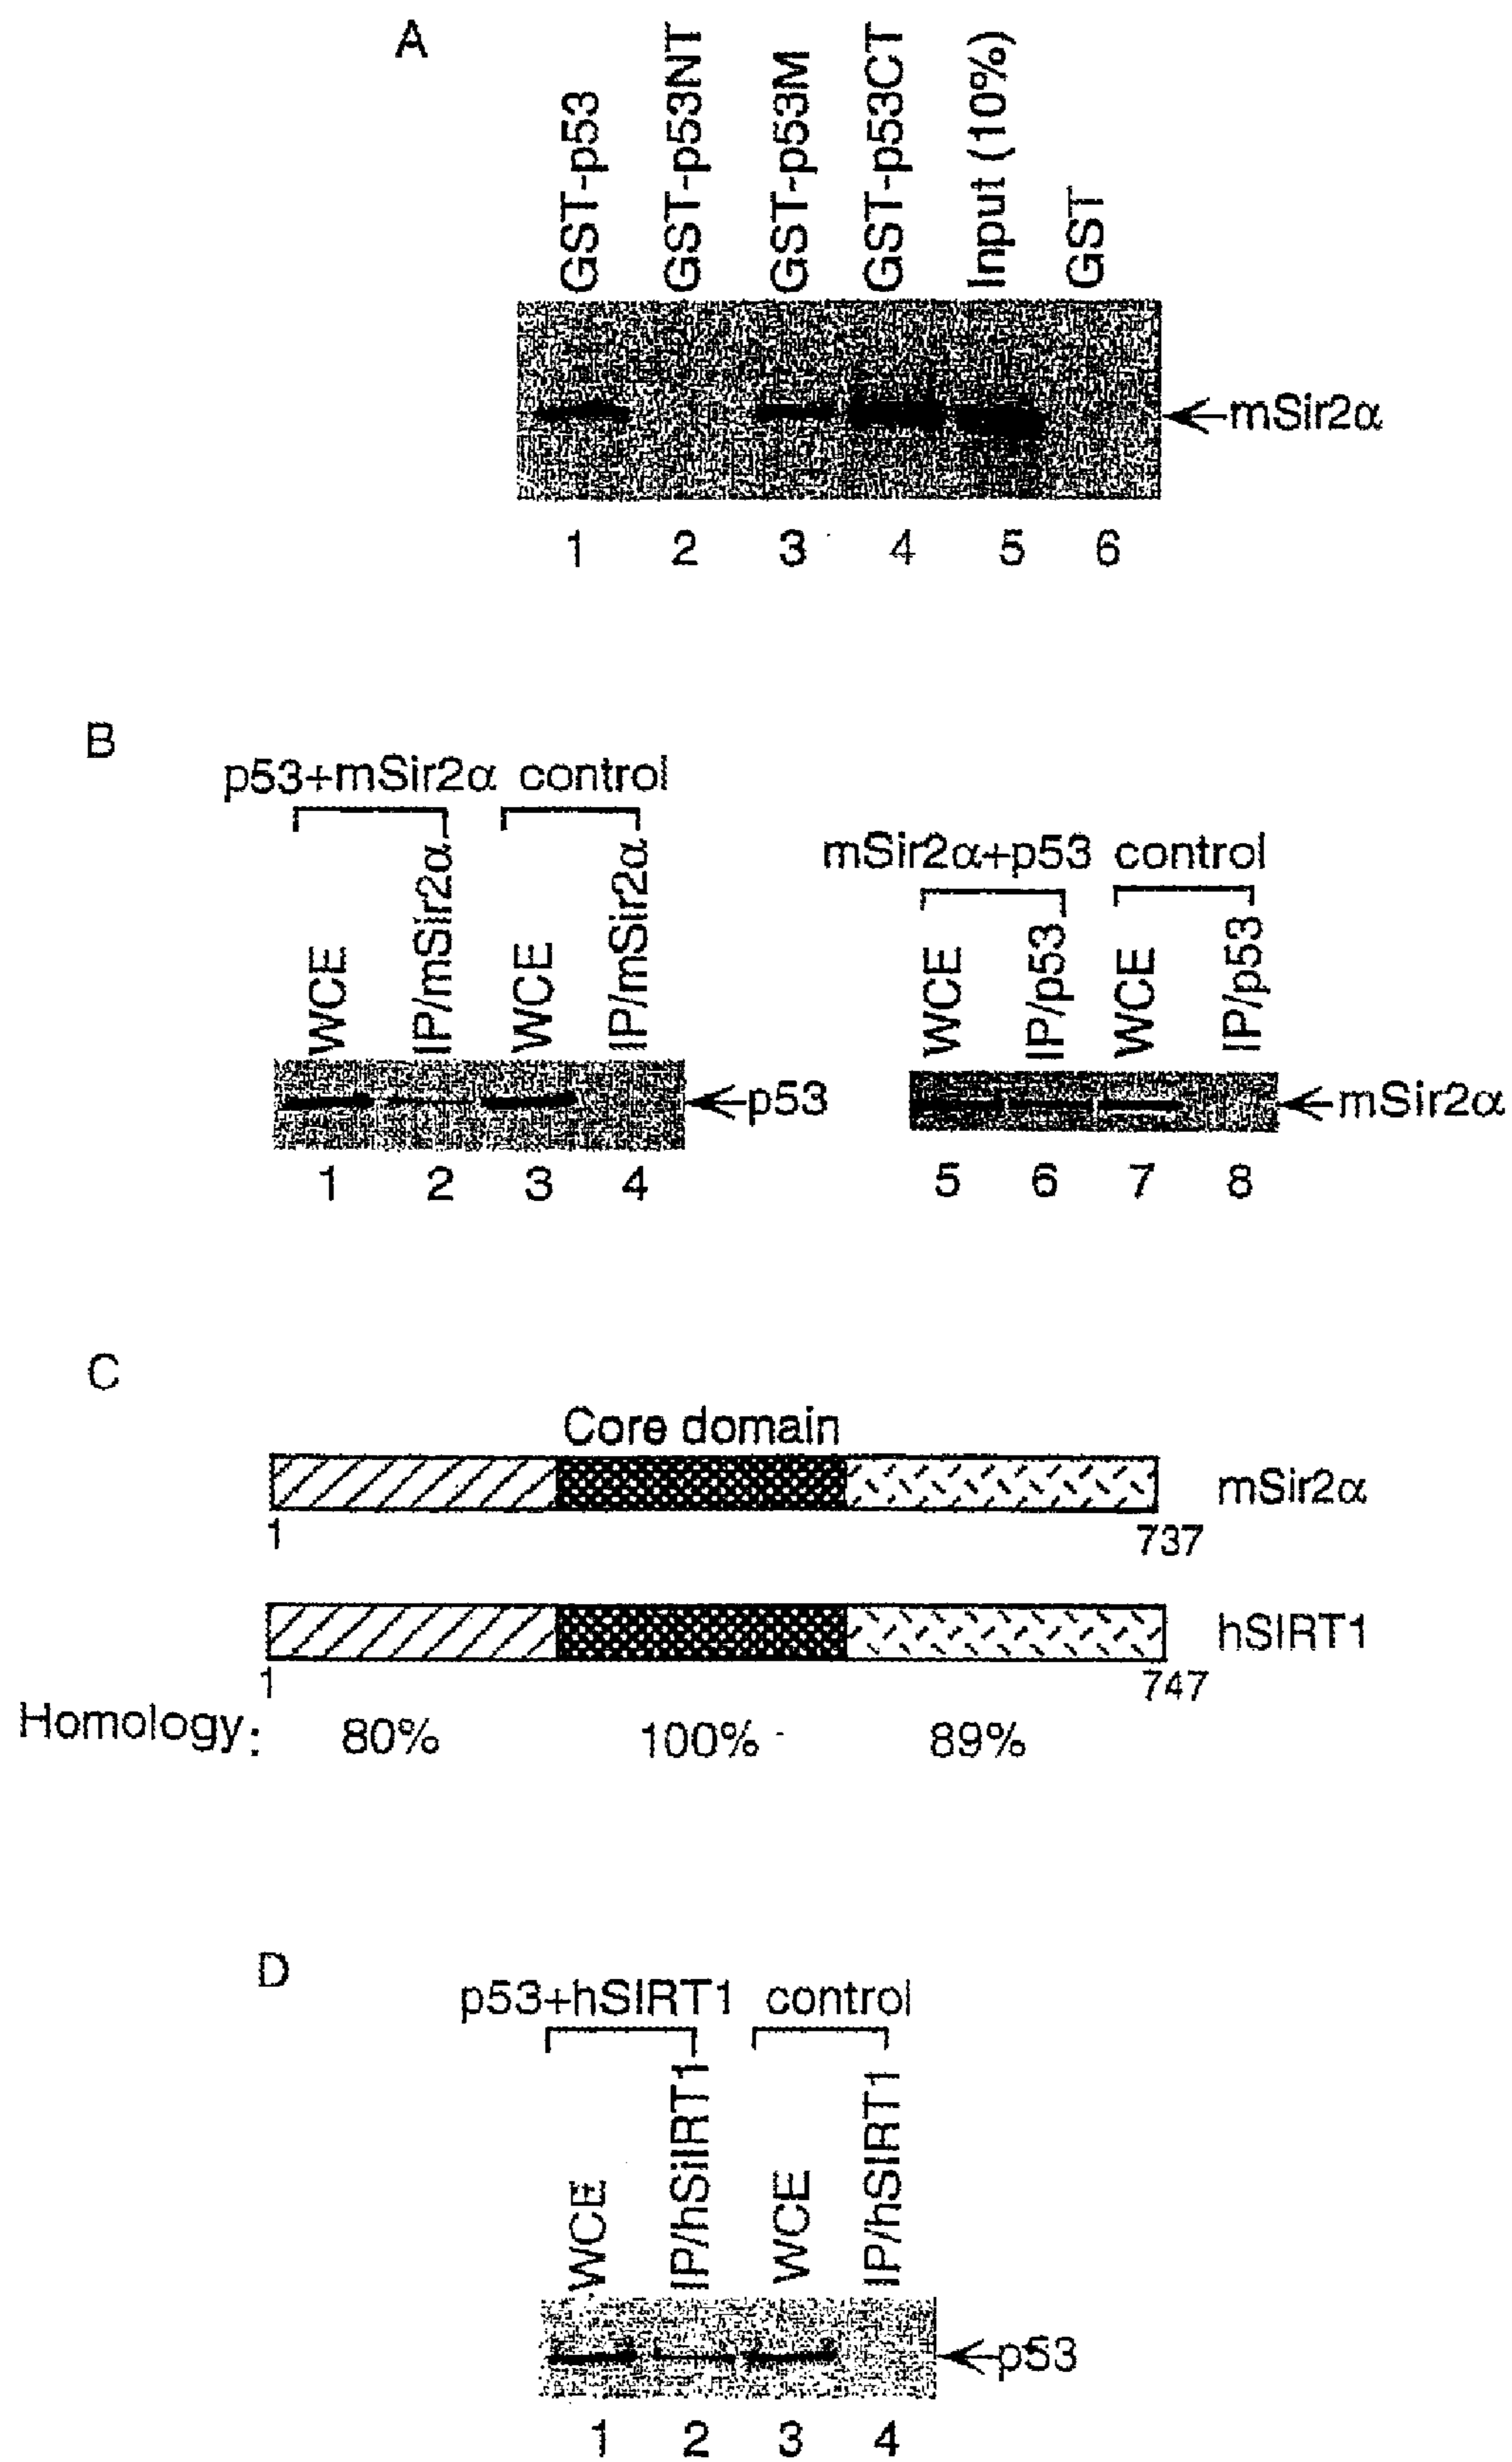 A
GST-p53
GST-p53NT
GST-p53M
GST-p53CT
Input (10%)
GST
mSir2α
1 2 3 4 5 6
B
p53+mSir2α control
WCE
IP/mSir2α
WCE
IP/mSir2α
p53
1 2 3 4
mSir2α+p53 control
WCE
IP/p53
WCE
IP/p53
mSir2α
5 6 7 8
C
Core domain
mSir2α
1 737
hSIRT1
1 747
Homology: 80% 100% 89%
D
p53+hSIRT1 control
WCE
IP/hSiIRT1
WCE
IP/hSIRT1
p53
1 2 3 4